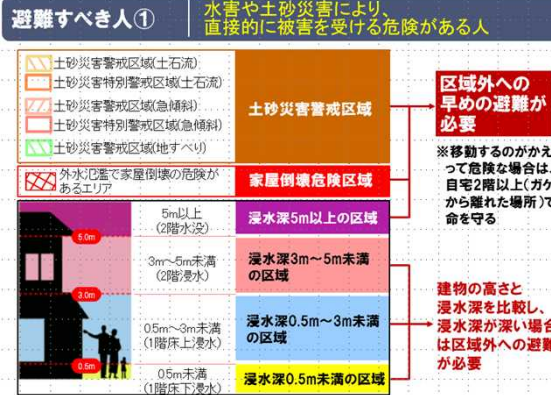 避難すべき人①
水害や土砂災害により、
直接的に被害を受ける危険がある人
土砂災害警戒区域(土石流)
土砂災害特別警戒区域(土石流)
土砂災害警戒区域(急傾斜)
土砂災害特別警戒区域(急傾斜)
土砂災害警戒区域(地すべり)
土砂災害警戒区域
外水氾濫で家屋倒壊の危険が
あるエリア
家屋倒壊危険区域
区域外への
早めの避難が
必要
※移動するのがかえ
って危険な場合は、
自宅2階以上(ガケ
から離れた場所)で
命を守る
5m以上
(2階水没)
浸水深5m以上の区域
5.0m
3m～5m未満
(2階浸水)
浸水深3m～5m未満
の区域
3.0m
0.5m～3m未満
(1階床上浸水)
浸水深0.5m～3m未満
の区域
0.5m
0.5m未満
(1階床下浸水)
浸水深0.5m未満の区域
建物の高さと
浸水深を比較し、
浸水深が深い場合
は区域外への避難
が必要